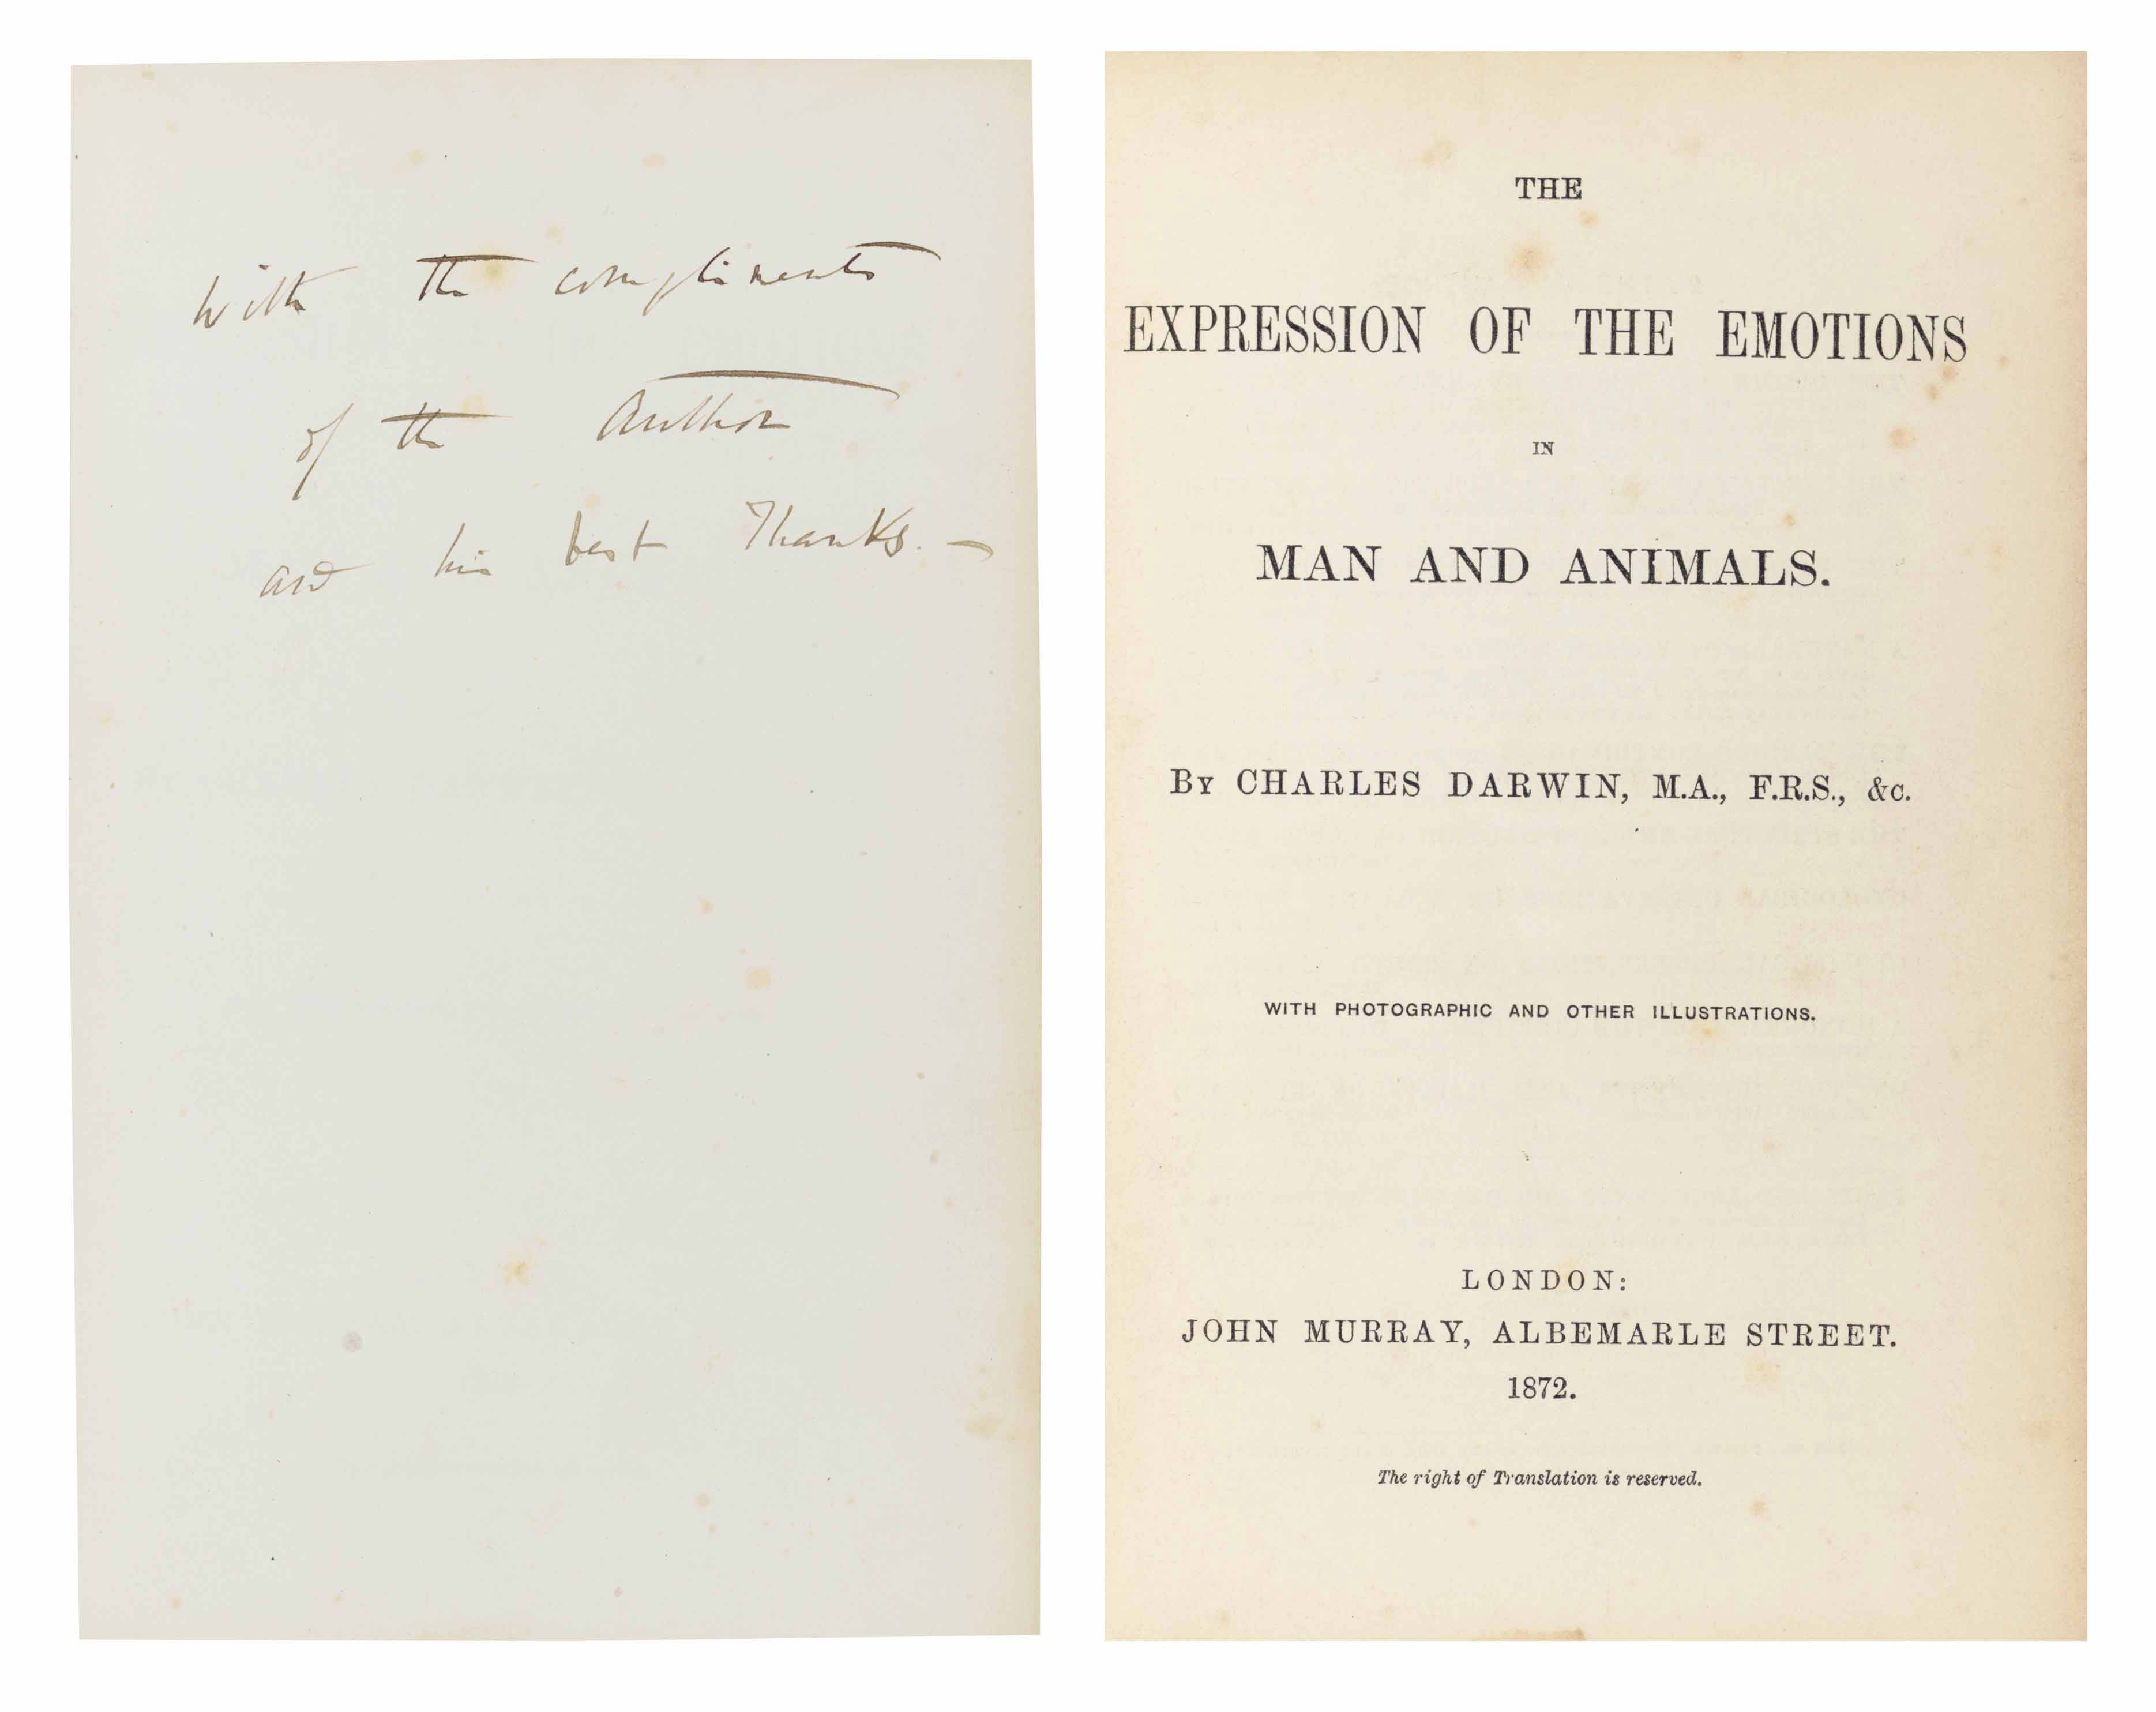 With the compliments
of the Author
and his best Thanks. —
THE
EXPRESSION OF THE EMOTIONS
IN
MAN AND ANIMALS.
BY CHARLES DARWIN, M.A., F.R.S., &c.
WITH PHOTOGRAPHIC AND OTHER ILLUSTRATIONS.
LONDON:
JOHN MURRAY, ALBEMARLE STREET.
1872.
The right of Translation is reserved.